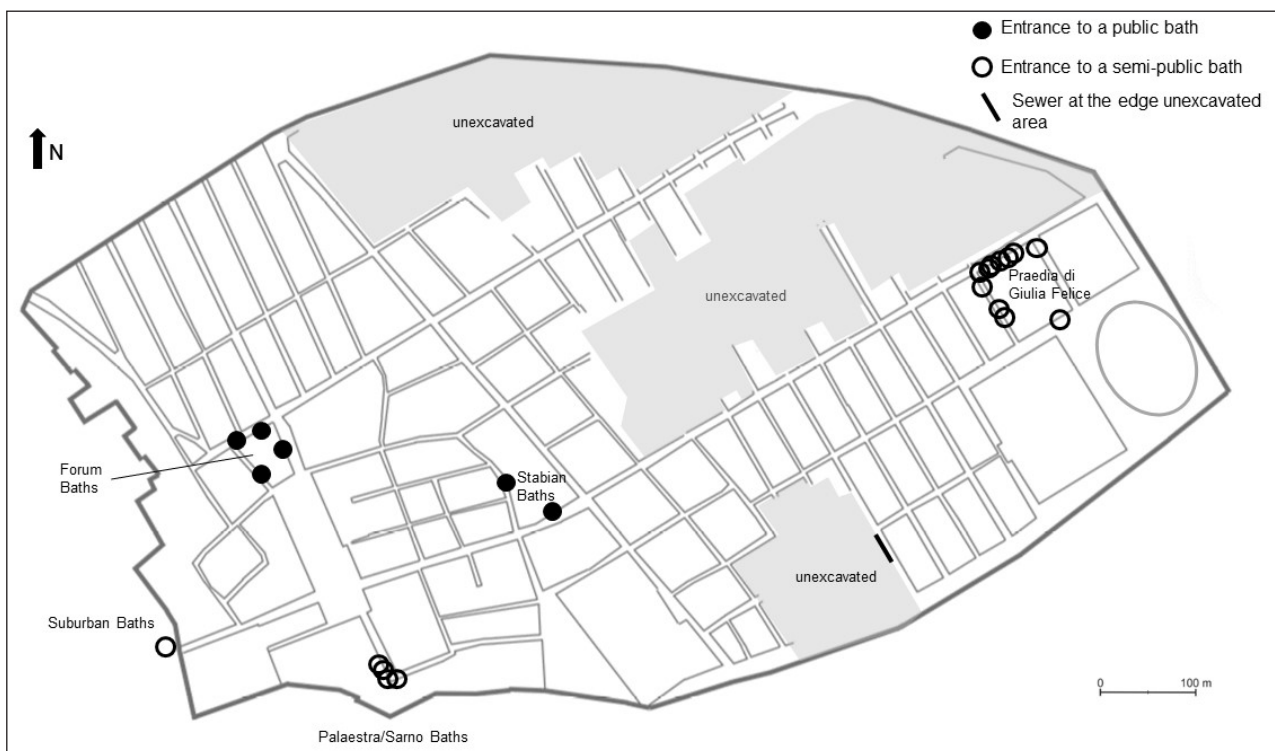 Entrance to a public bath
Entrance to a semi-public bath
Sewer at the edge unexcavated
area
N
unexcavated
unexcavated
Praedia di
Giulia Felice
Forum
Baths
Stabian
Baths
unexcavated
Suburban Baths
Palaestra/Sarno Baths
0 100 m